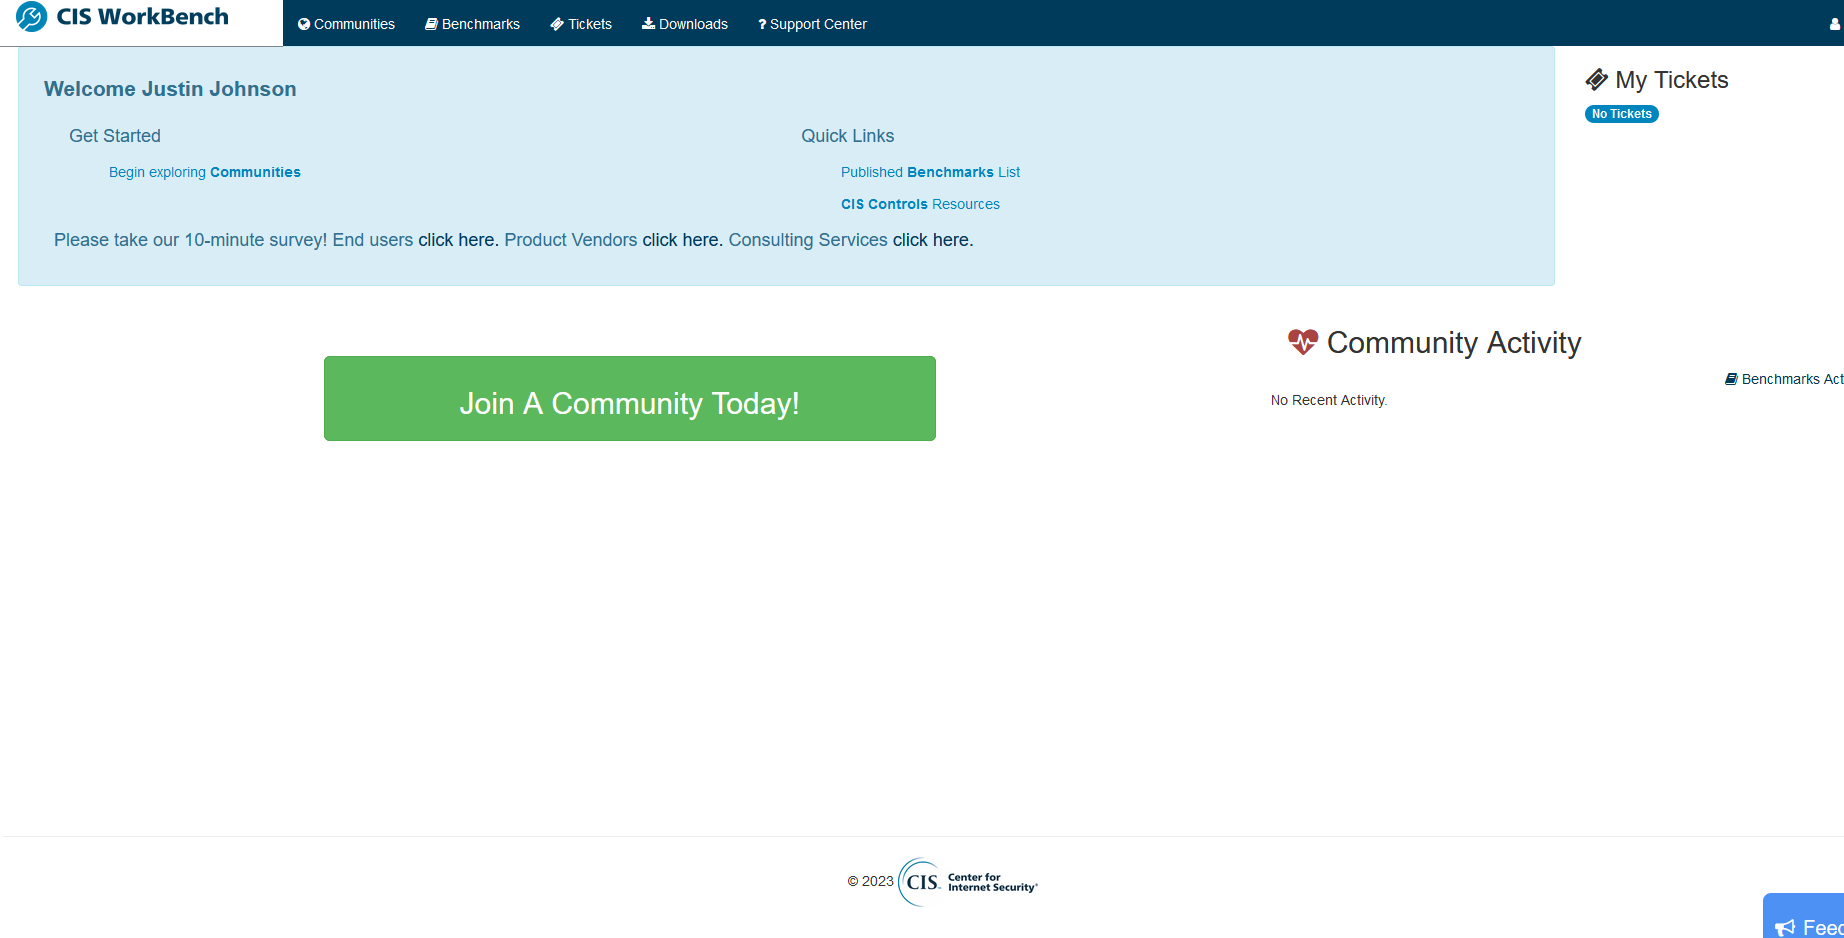 CIS WorkBench
Communities
Benchmarks
Tickets
Downloads
? Support Center
Welcome Justin Johnson
Get Started
Begin exploring Communities
Quick Links
Published Benchmarks List
CIS Controls Resources
Please take our 10-minute survey! End users click here. Product Vendors click here. Consulting Services click here.
My Tickets
No Tickets
Join A Community Today!
Community Activity
Benchmarks Act
No Recent Activity.
© 2023 CIS Center for
Internet Security®
Feed